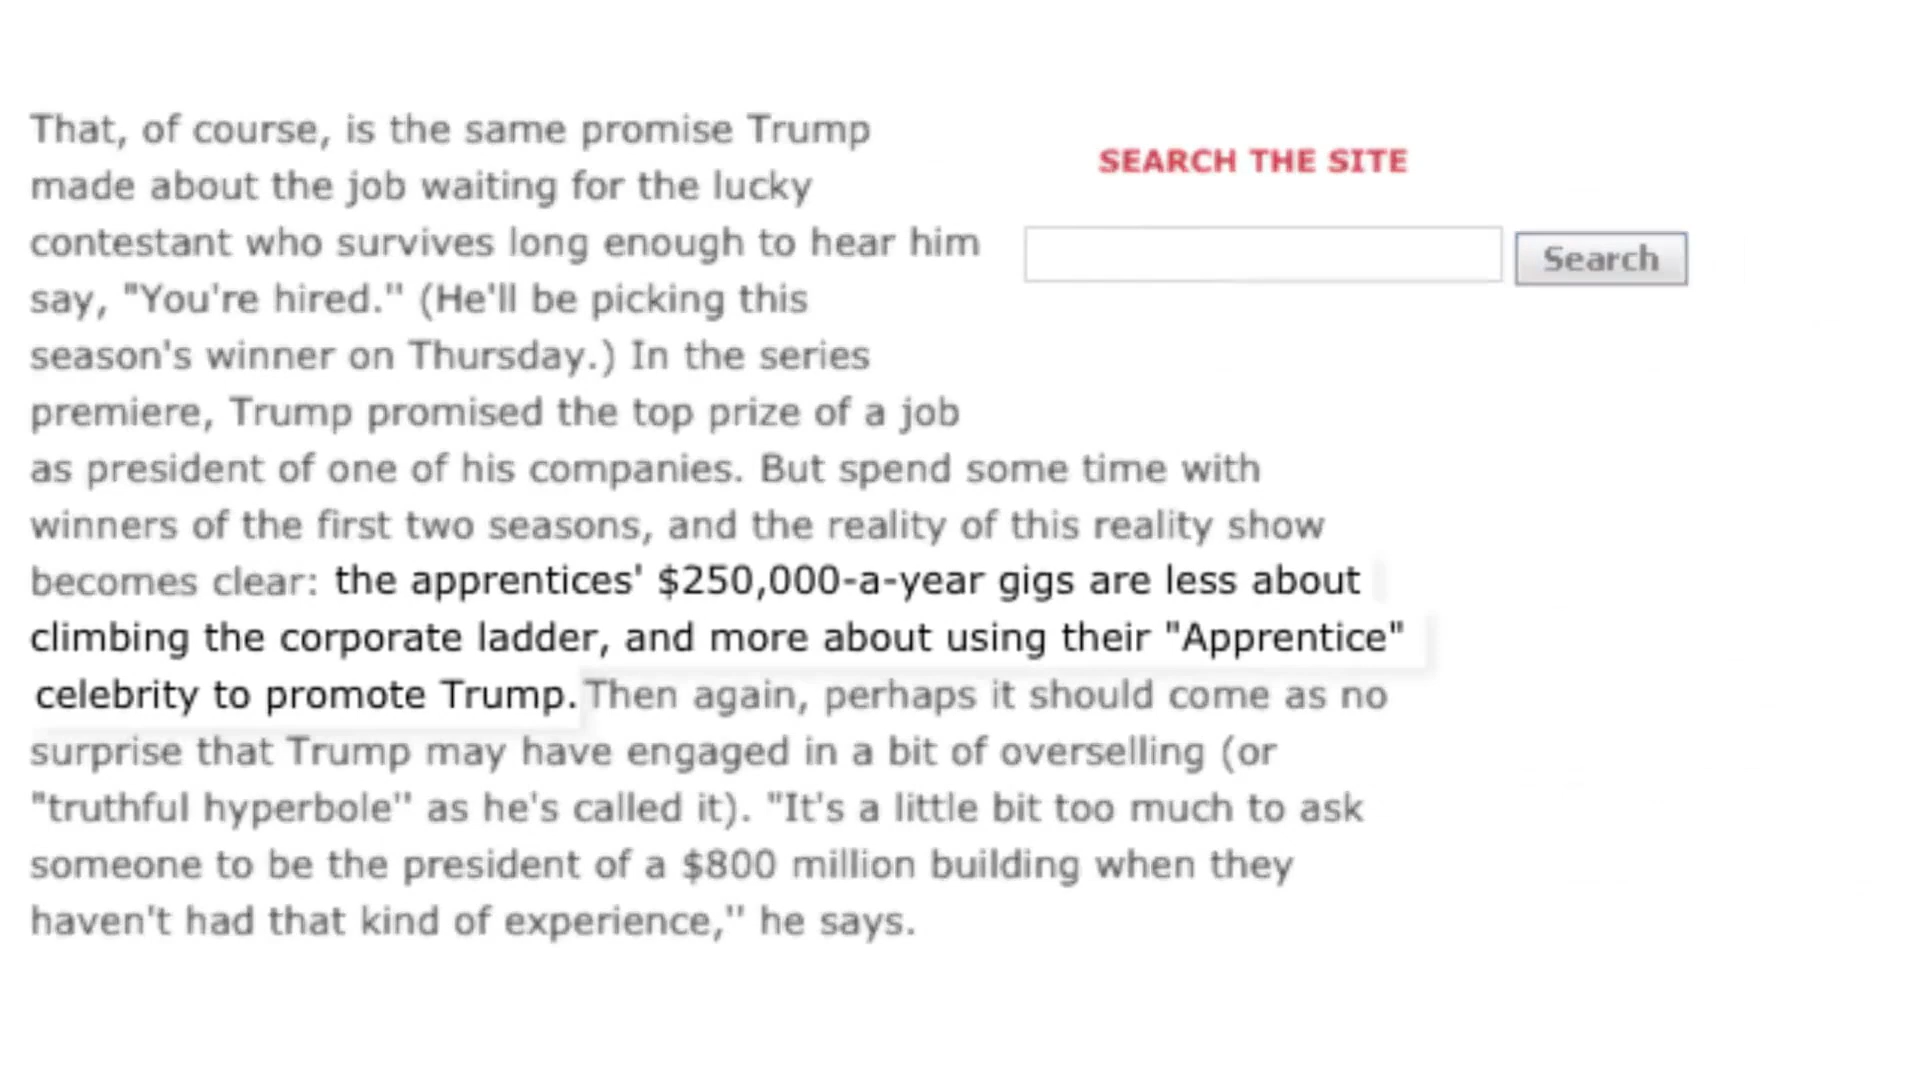 That, of course, is the same promise Trump
made about the job waiting for the lucky
contestant who survives long enough to hear him
say, "You're hired." (He'll be picking this
season's winner on Thursday.) In the series
premiere, Trump promised the top prize of a job
as president of one of his companies. But spend some time with
winners of the first two seasons, and the reality of this reality show
becomes clear: the apprentices' $250,000-a-year gigs are less about
climbing the corporate ladder, and more about using their "Apprentice"
celebrity to promote Trump. Then again, perhaps it should come as no
surprise that Trump may have engaged in a bit of overselling (or
"truthful hyperbole" as he's called it). "It's a little bit too much to ask
someone to be the president of a $800 million building when they
haven't had that kind of experience," he says.
SEARCH THE SITE
Search